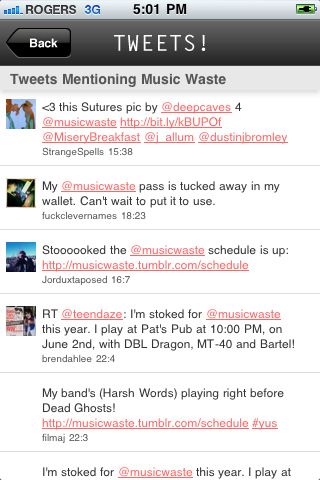 ROGERS 3G 5:01 PM
Back TWEETS!
Tweets Mentioning Music Waste
<3 this Sutures pic by @deepcaves 4
@musicwaste http://bit.ly/kBUPOf
@MiseryBreakfast @j_allum @dustinjbromley
StrangeSpells 15:38
My @musicwaste pass is tucked away in my
wallet. Can't wait to put it to use.
fuckclevernames 18:23
Stoooooked the @musicwaste schedule is up:
http://musicwaste.tumblr.com/schedule
Jorduxtaposed 16:7
RT @teendaze: I'm stoked for @musicwaste
this year. I play at Pat's Pub at 10:00 PM, on
June 2nd, with DBL Dragon, MT-40 and Bartel!
brendahlee 22:4
My band's (Harsh Words) playing right before
Dead Ghosts!
http://musicwaste.tumblr.com/schedule #yus
filmaj 22:3
I'm stoked for @musicwaste this year. I play at